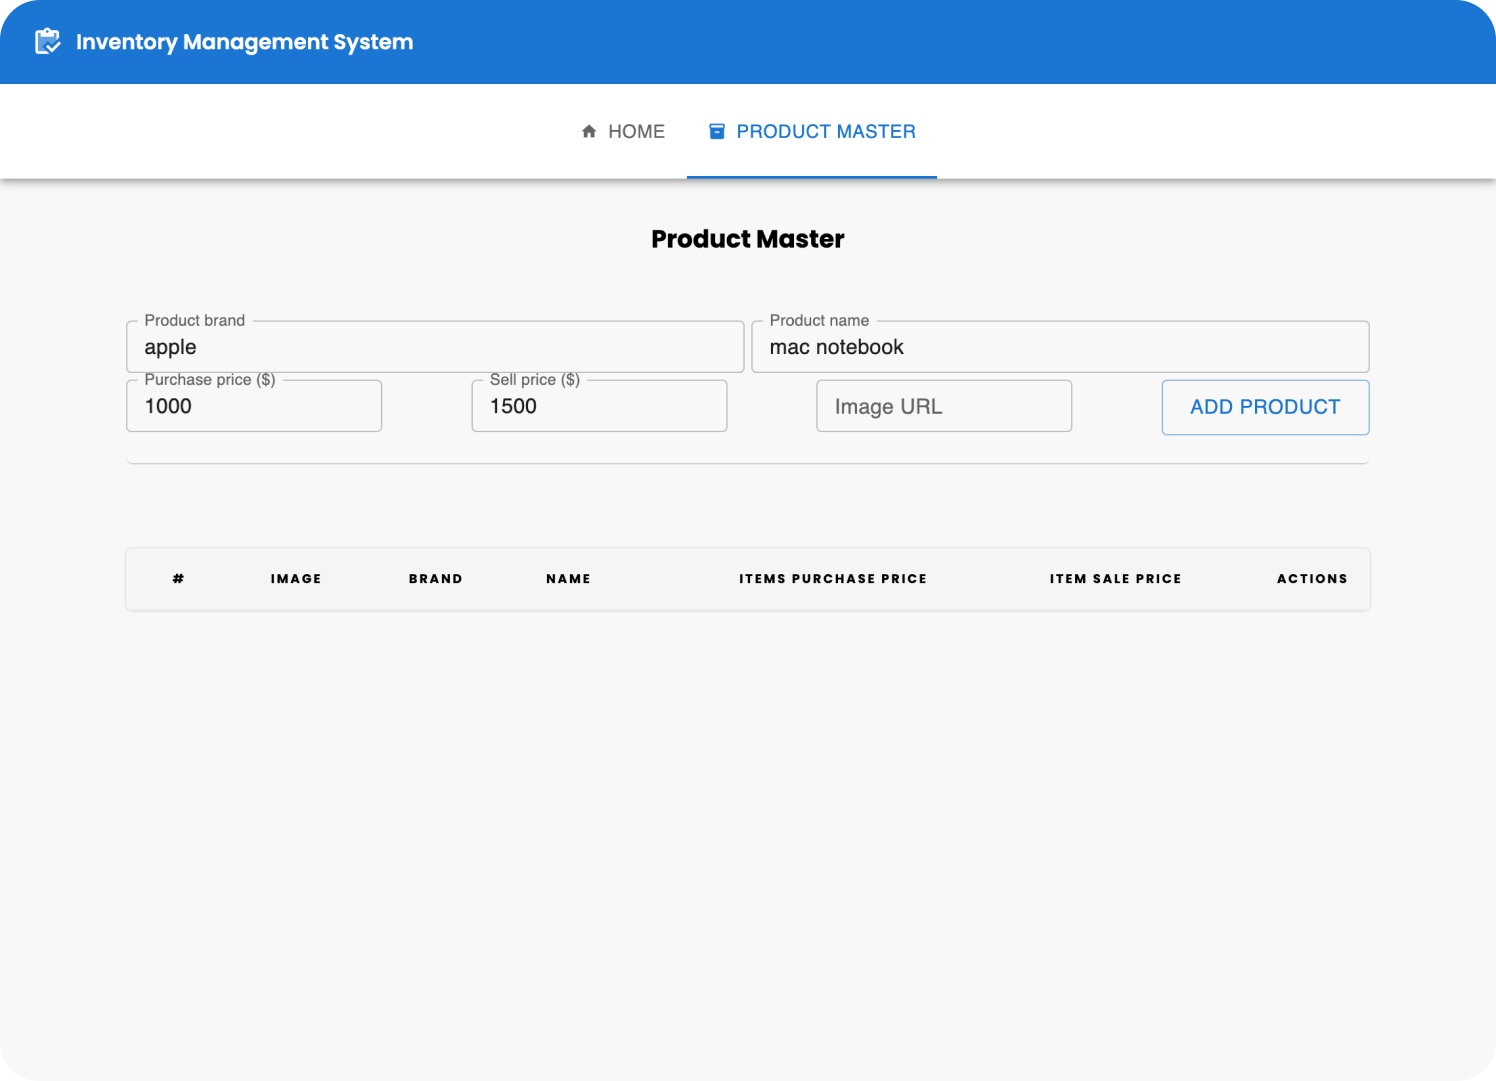 Inventory Management System
HOME PRODUCT MASTER
Product Master
Product brand Product name
apple mac notebook
Purchase price ($) Sell price ($)
1000 1500 Image URL ADD PRODUCT
# IMAGE BRAND NAME ITEMS PURCHASE PRICE ITEM SALE PRICE ACTIONS